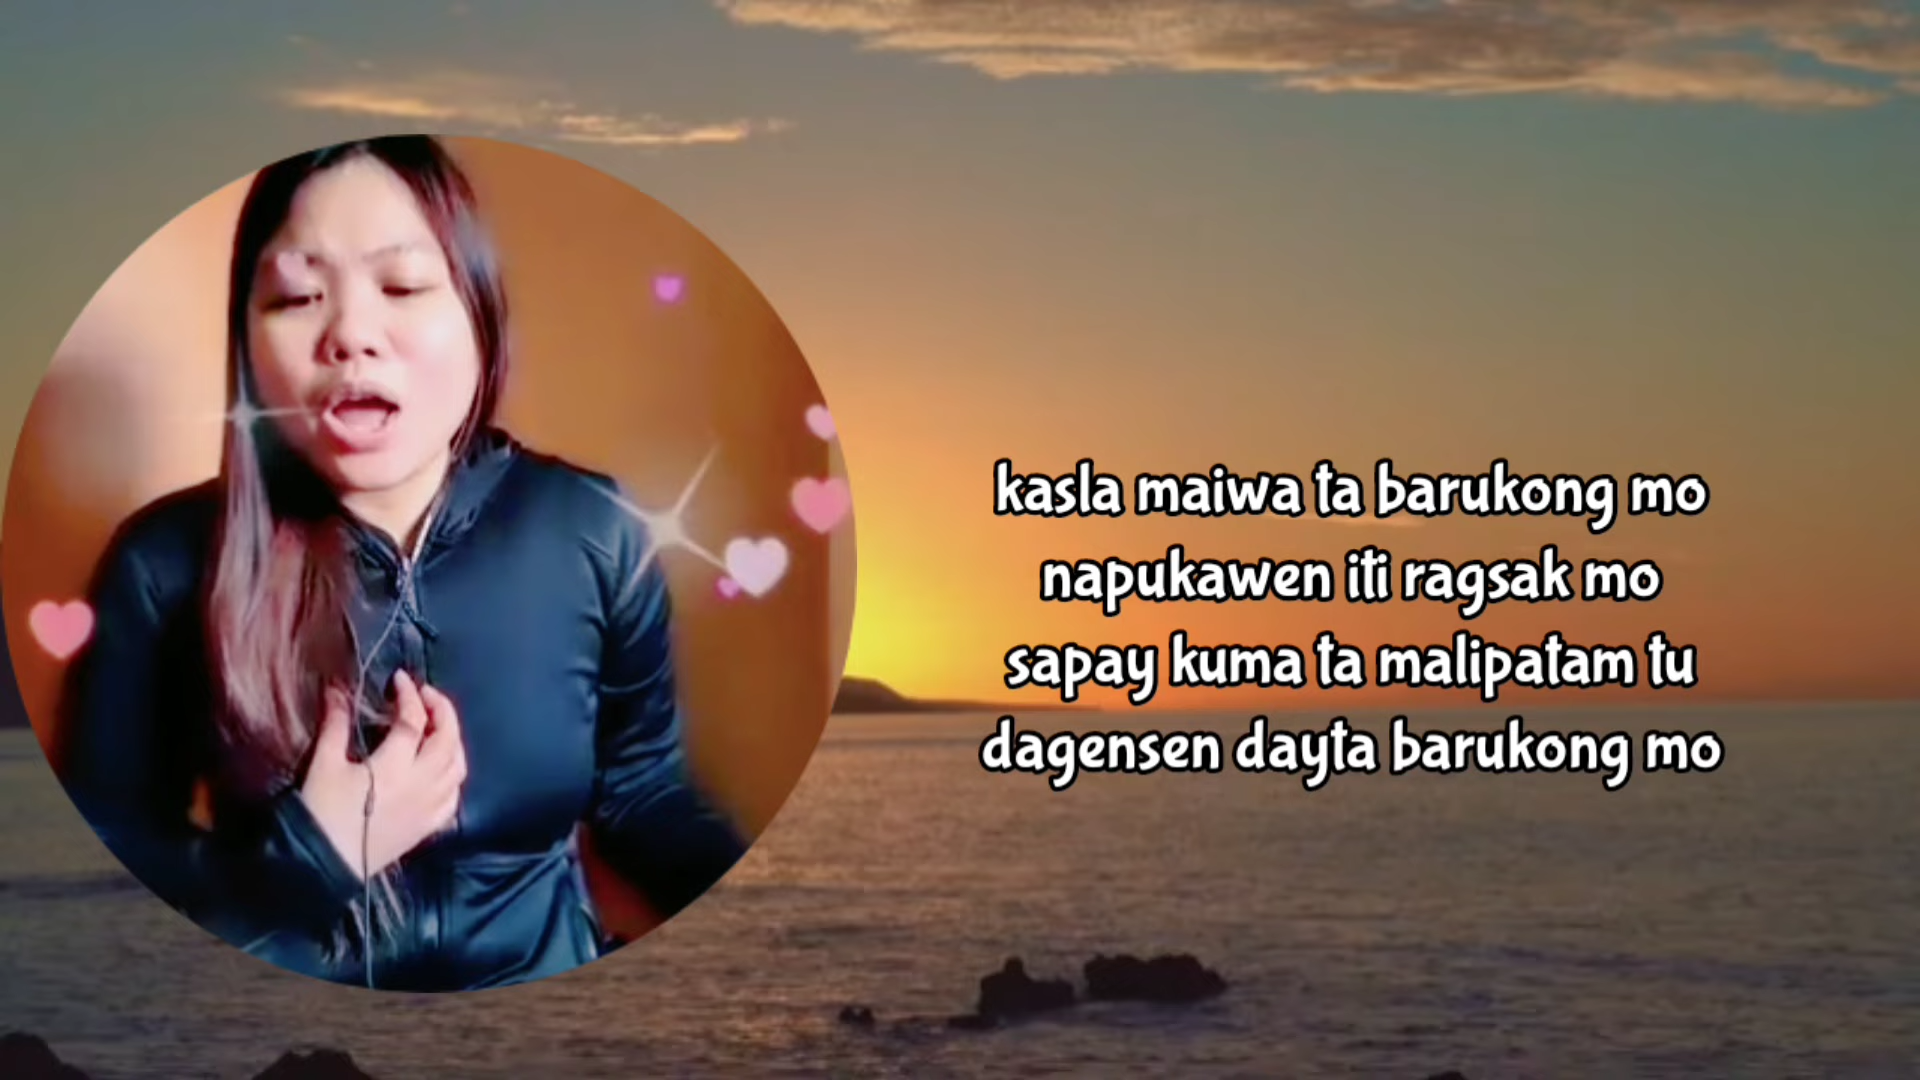 kasla maiwa ta barukong mo
napukawen iti ragsak mo
sapay kuma ta malipatam tu
dagensen dayta barukong mo